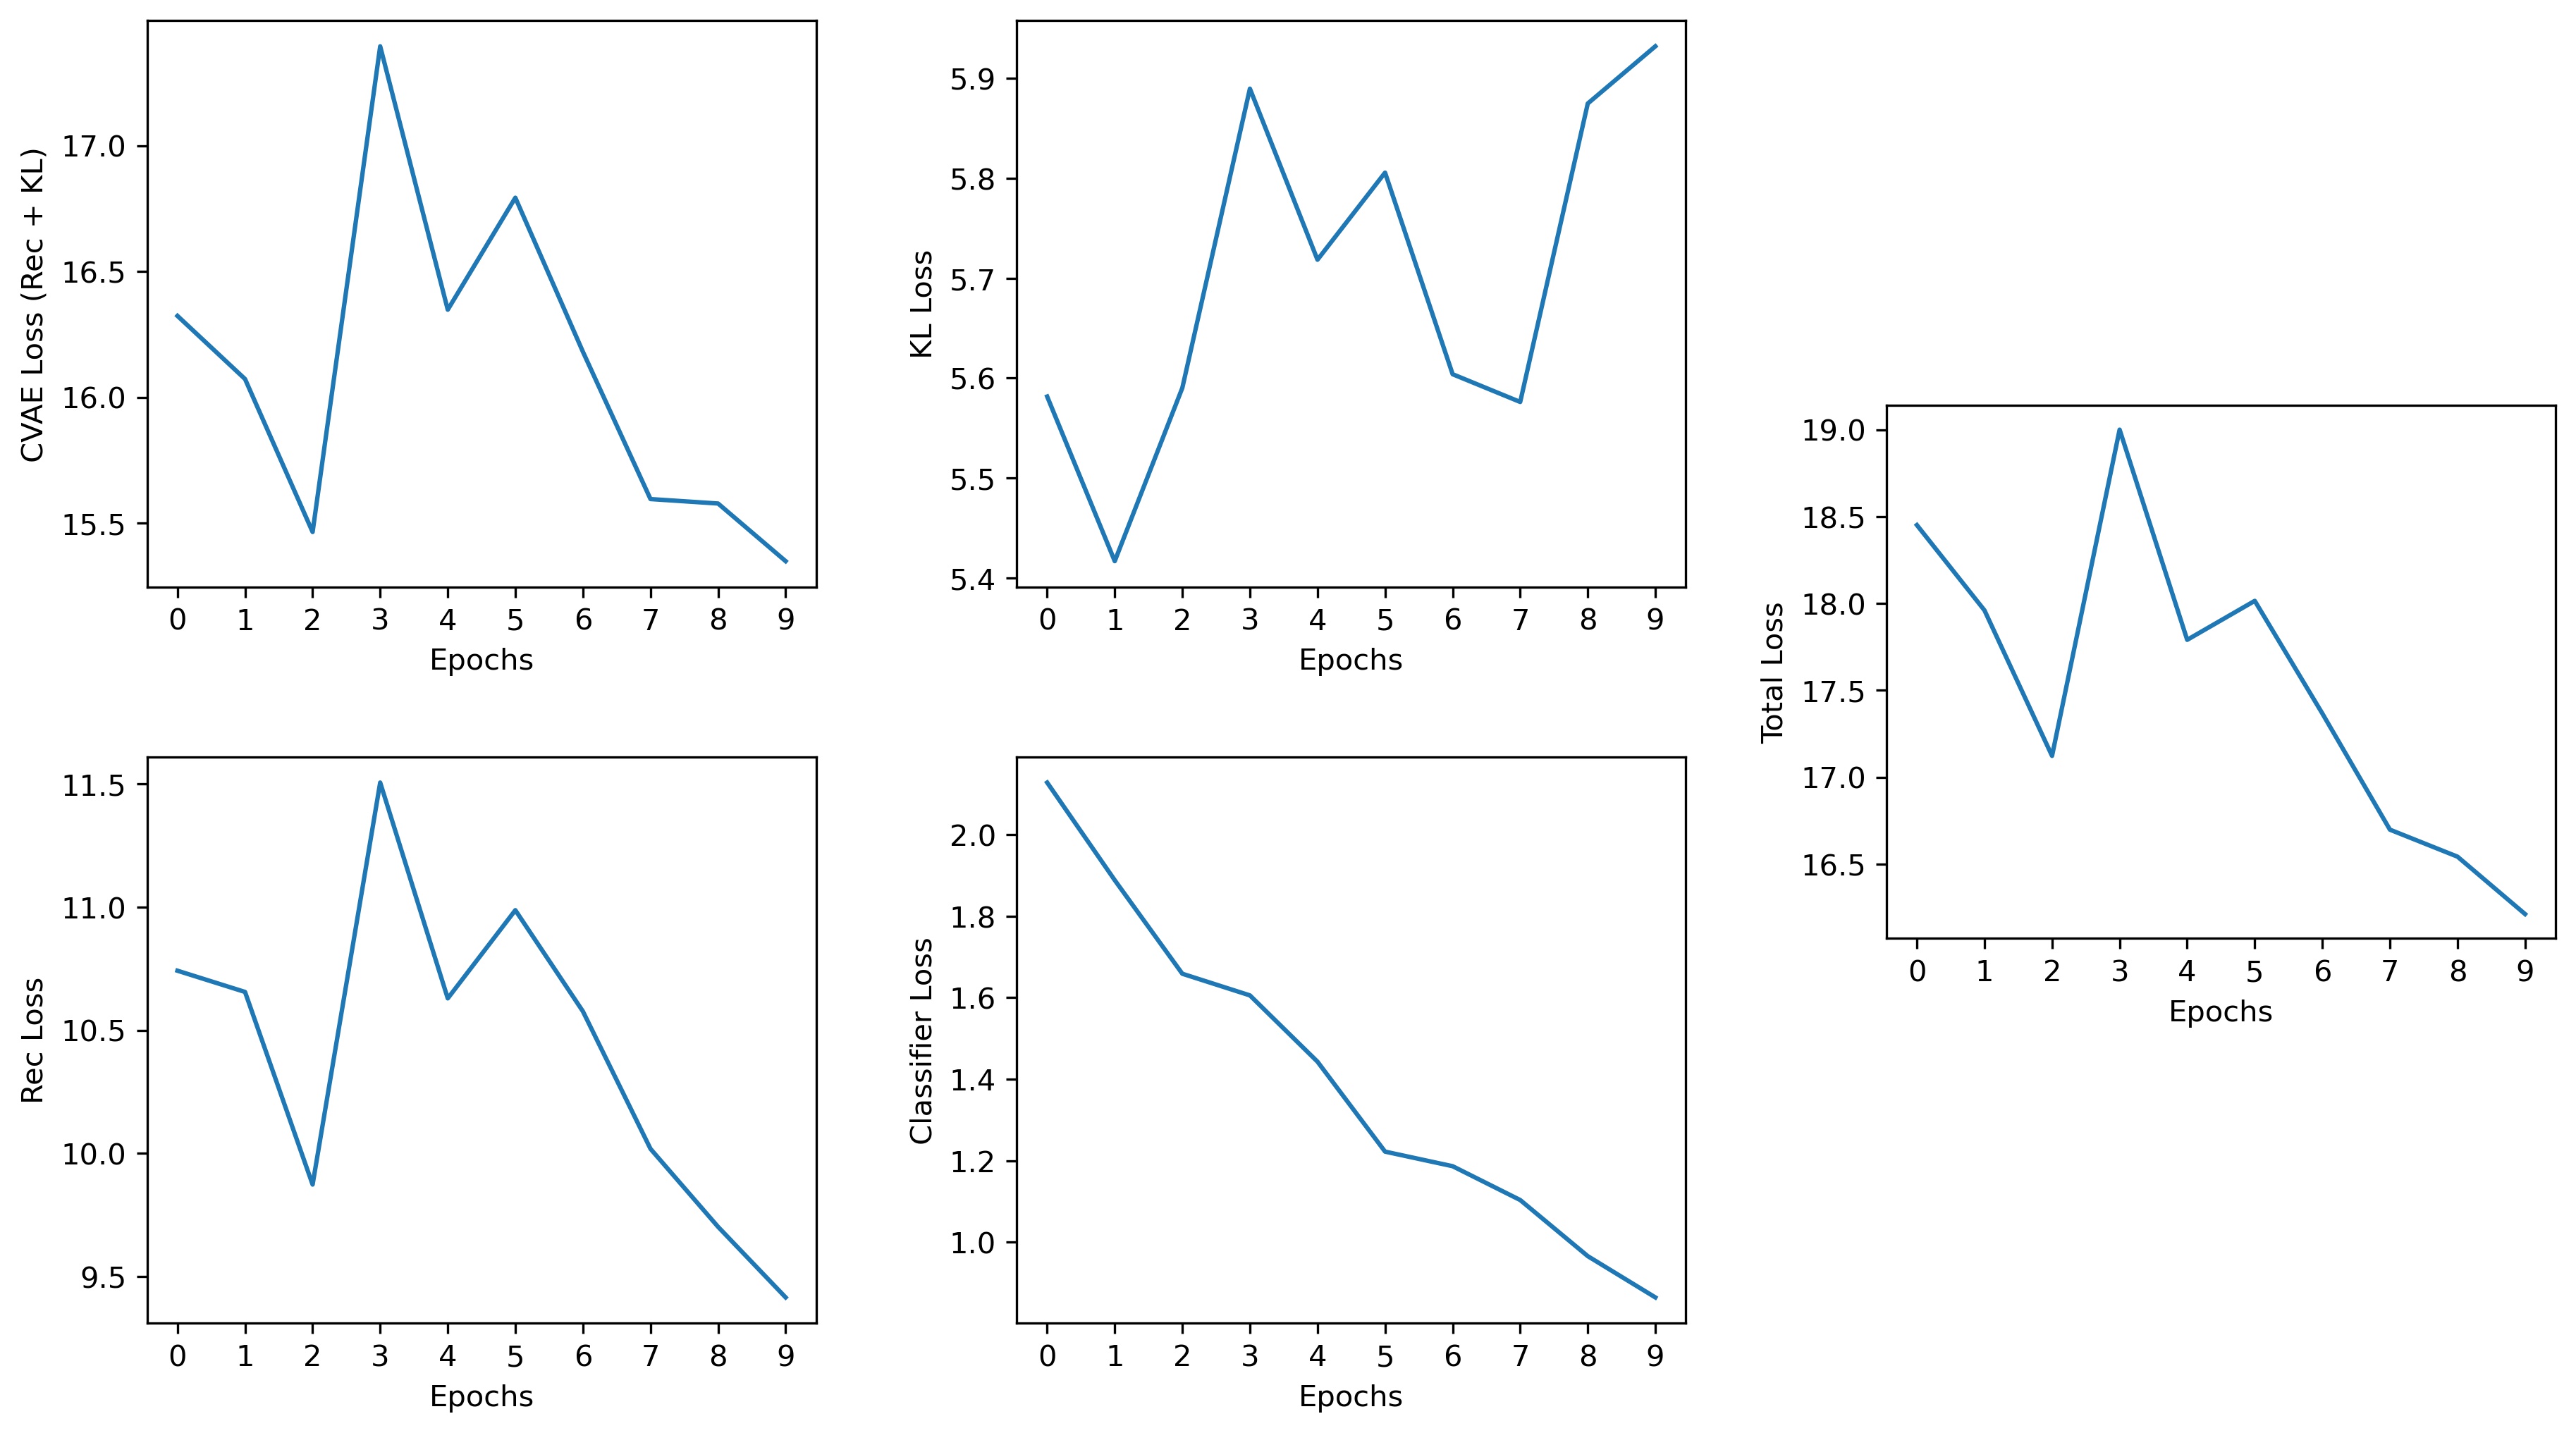 CVAE Loss (Rec + KL)
17.0
16.5
16.0
15.5
0 1 2 3 4 5 6 7 8 9
Epochs
KL Loss
5.9
5.8
5.7
5.6
5.5
5.4
0 1 2 3 4 5 6 7 8 9
Epochs
Rec Loss
11.5
11.0
10.5
10.0
9.5
0 1 2 3 4 5 6 7 8 9
Epochs
Classifier Loss
2.0
1.8
1.6
1.4
1.2
1.0
0 1 2 3 4 5 6 7 8 9
Epochs
Total Loss
19.0
18.5
18.0
17.5
17.0
16.5
0 1 2 3 4 5 6 7 8 9
Epochs